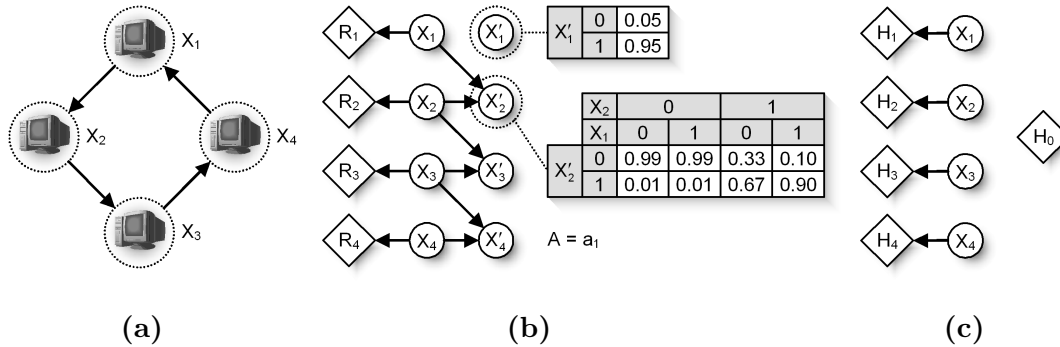 X1
X2
X4
X3
(a)
R1 X1 X′1
R2 X2 X′2
R3 X3 X′3
R4 X4 X′4
X′1 0 0.05
1 0.95
X2 0 1
X1 0 1 0 1
X′2 0 0.99 0.99 0.33 0.10
1 0.01 0.01 0.67 0.90
A = a1
(b)
H1 X1
H2 X2
H0
H3 X3
H4 X4
(c)